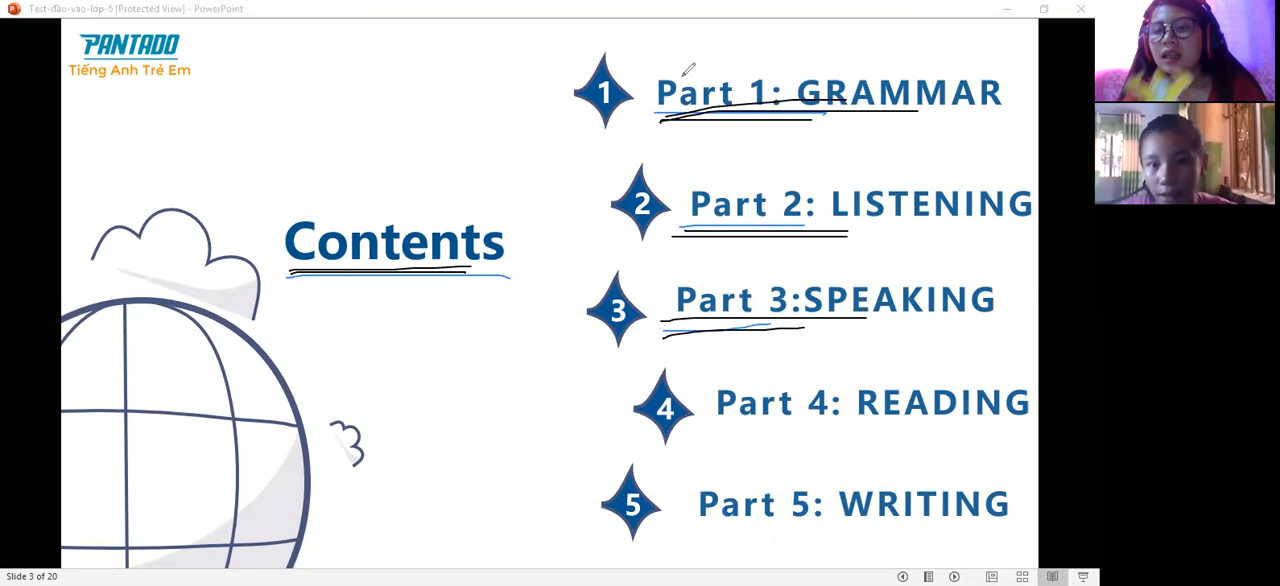 Test-đầu-vào-lớp-6 [Protected View] - PowerPoint
PANTADO
Tiếng Anh Trẻ Em
1 Part 1: GRAMMAR
2 Part 2: LISTENING
Contents
3 Part 3:SPEAKING
4 Part 4: READING
5 Part 5: WRITING
Slide 3 of 20